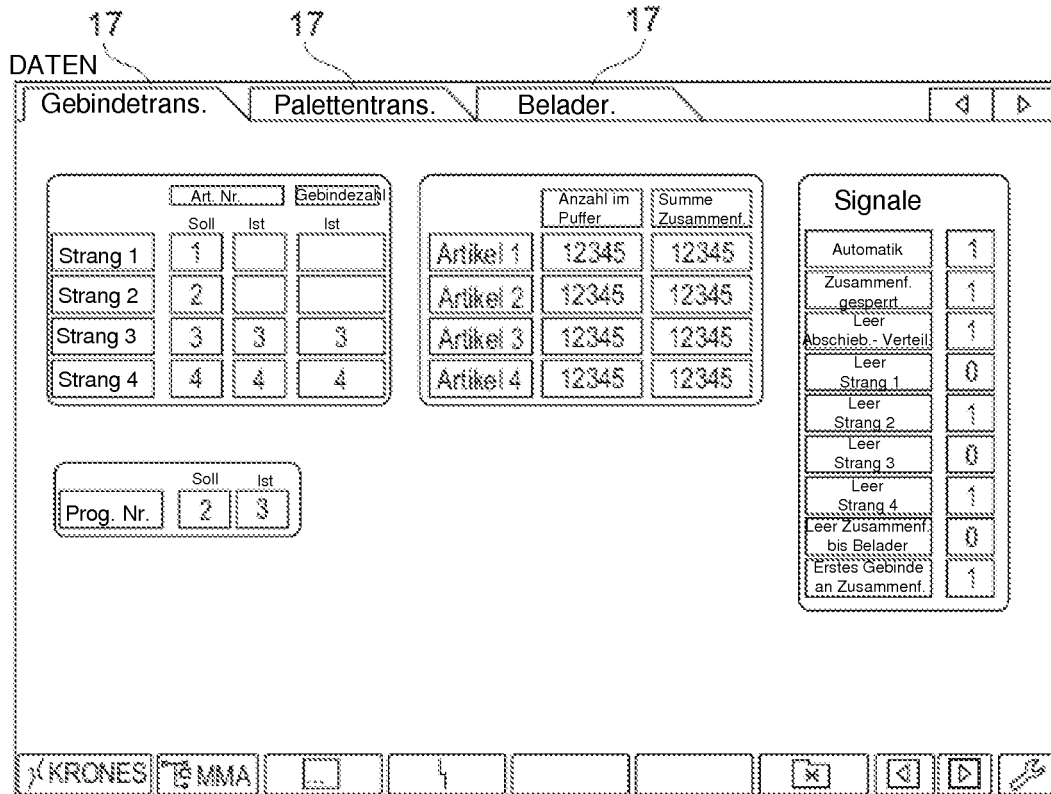 17 17 17
DATEN
Gebindetrans. Palettentrans. Belader.
Art. Nr. Gebindezahl
Soll Ist Ist
Strang 1 1
Strang 2 2
Strang 3 3 3 3
Strang 4 4 4 4
Anzahl im Puffer Summe Zusammenf.
Artikel 1 12345 12345
Artikel 2 12345 12345
Artikel 3 12345 12345
Artikel 4 12345 12345
Signale
Automatik 1
Zusammenf.
gesperrt 1
Leer
Abschieb.- Verteil. 1
Leer
Strang 1 0
Leer
Strang 2 1
Leer
Strang 3 0
Leer
Strang 4 1
Leer Zusammenf.
bis Belader 0
Erstes Gebinde
an Zusammenf. 1
Soll Ist
Prog. Nr. 2 3
KRONES MMA